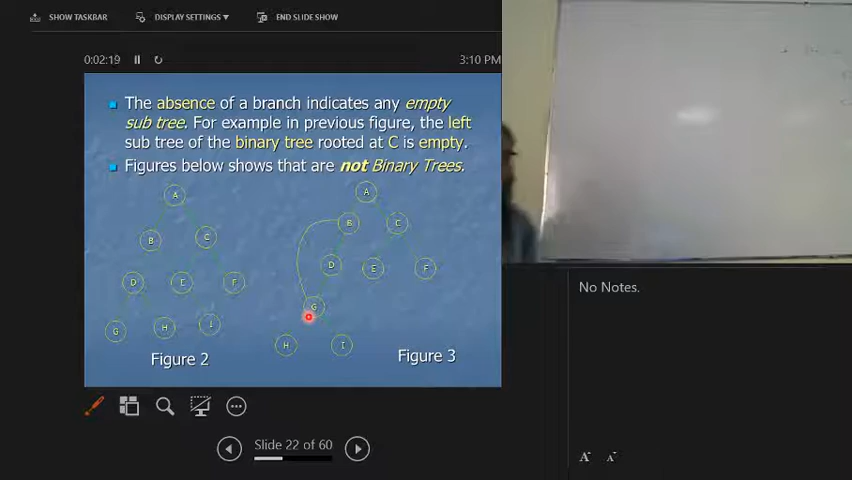 SHOW TASKBAR
DISPLAY SETTINGS ▾
END SLIDE SHOW
0:02:19
3:10 PM
The absence of a branch indicates any empty
sub tree. For example in previous figure, the left
sub tree of the binary tree rooted at C is empty.
Figures below shows that are not Binary Trees.
A
B
C
D
E
F
G
H
I
Figure 2
A
B
C
D
E
F
G
H
I
Figure 3
No Notes.
Slide 22 of 60
A A